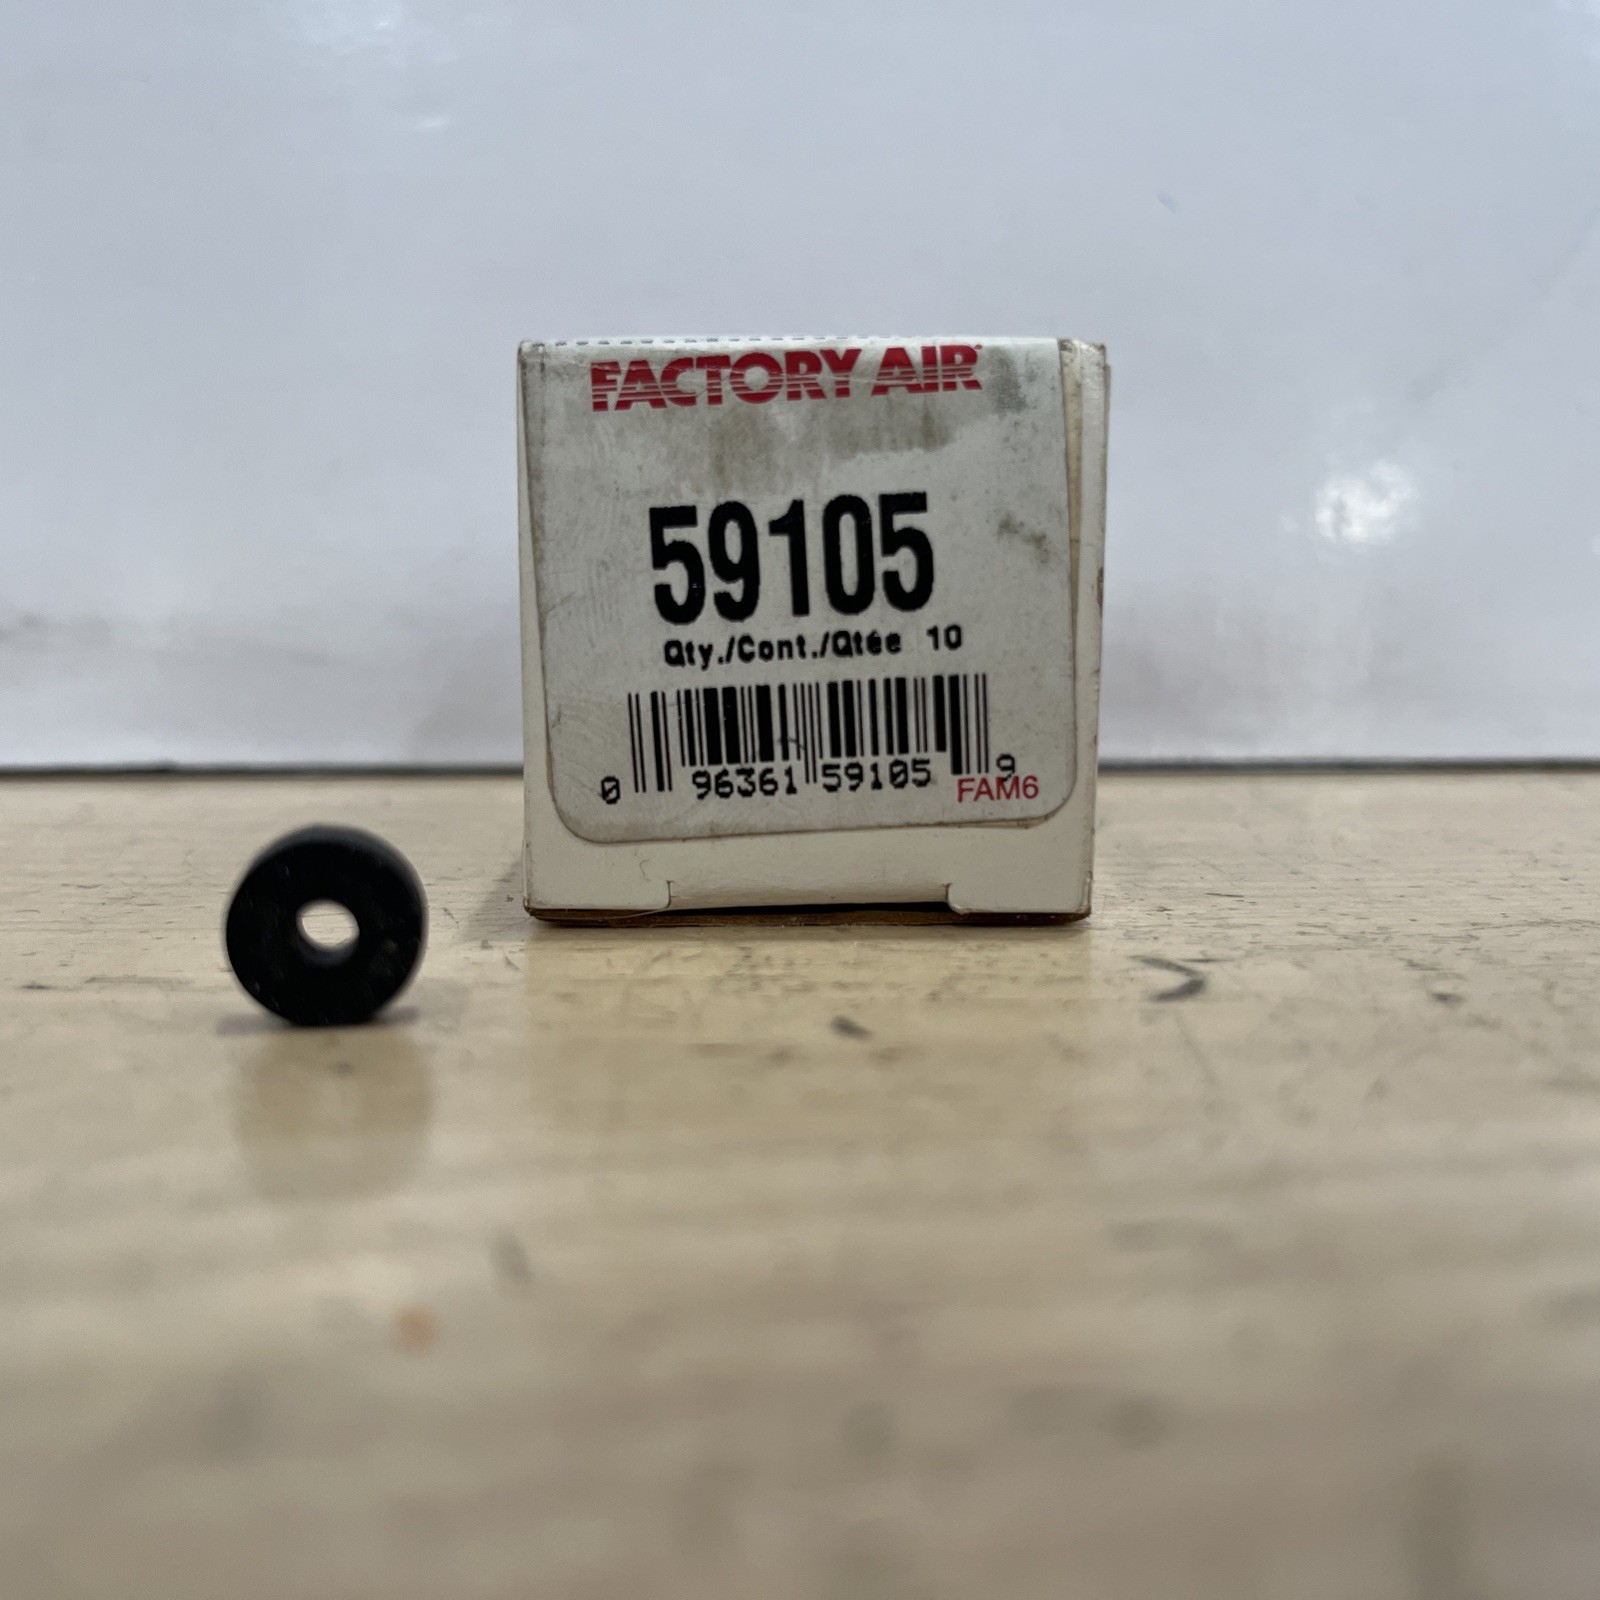 FACTORY AIR
59105
Qty./Cont./Qtée 10
0 96361 59105 9
FAM6